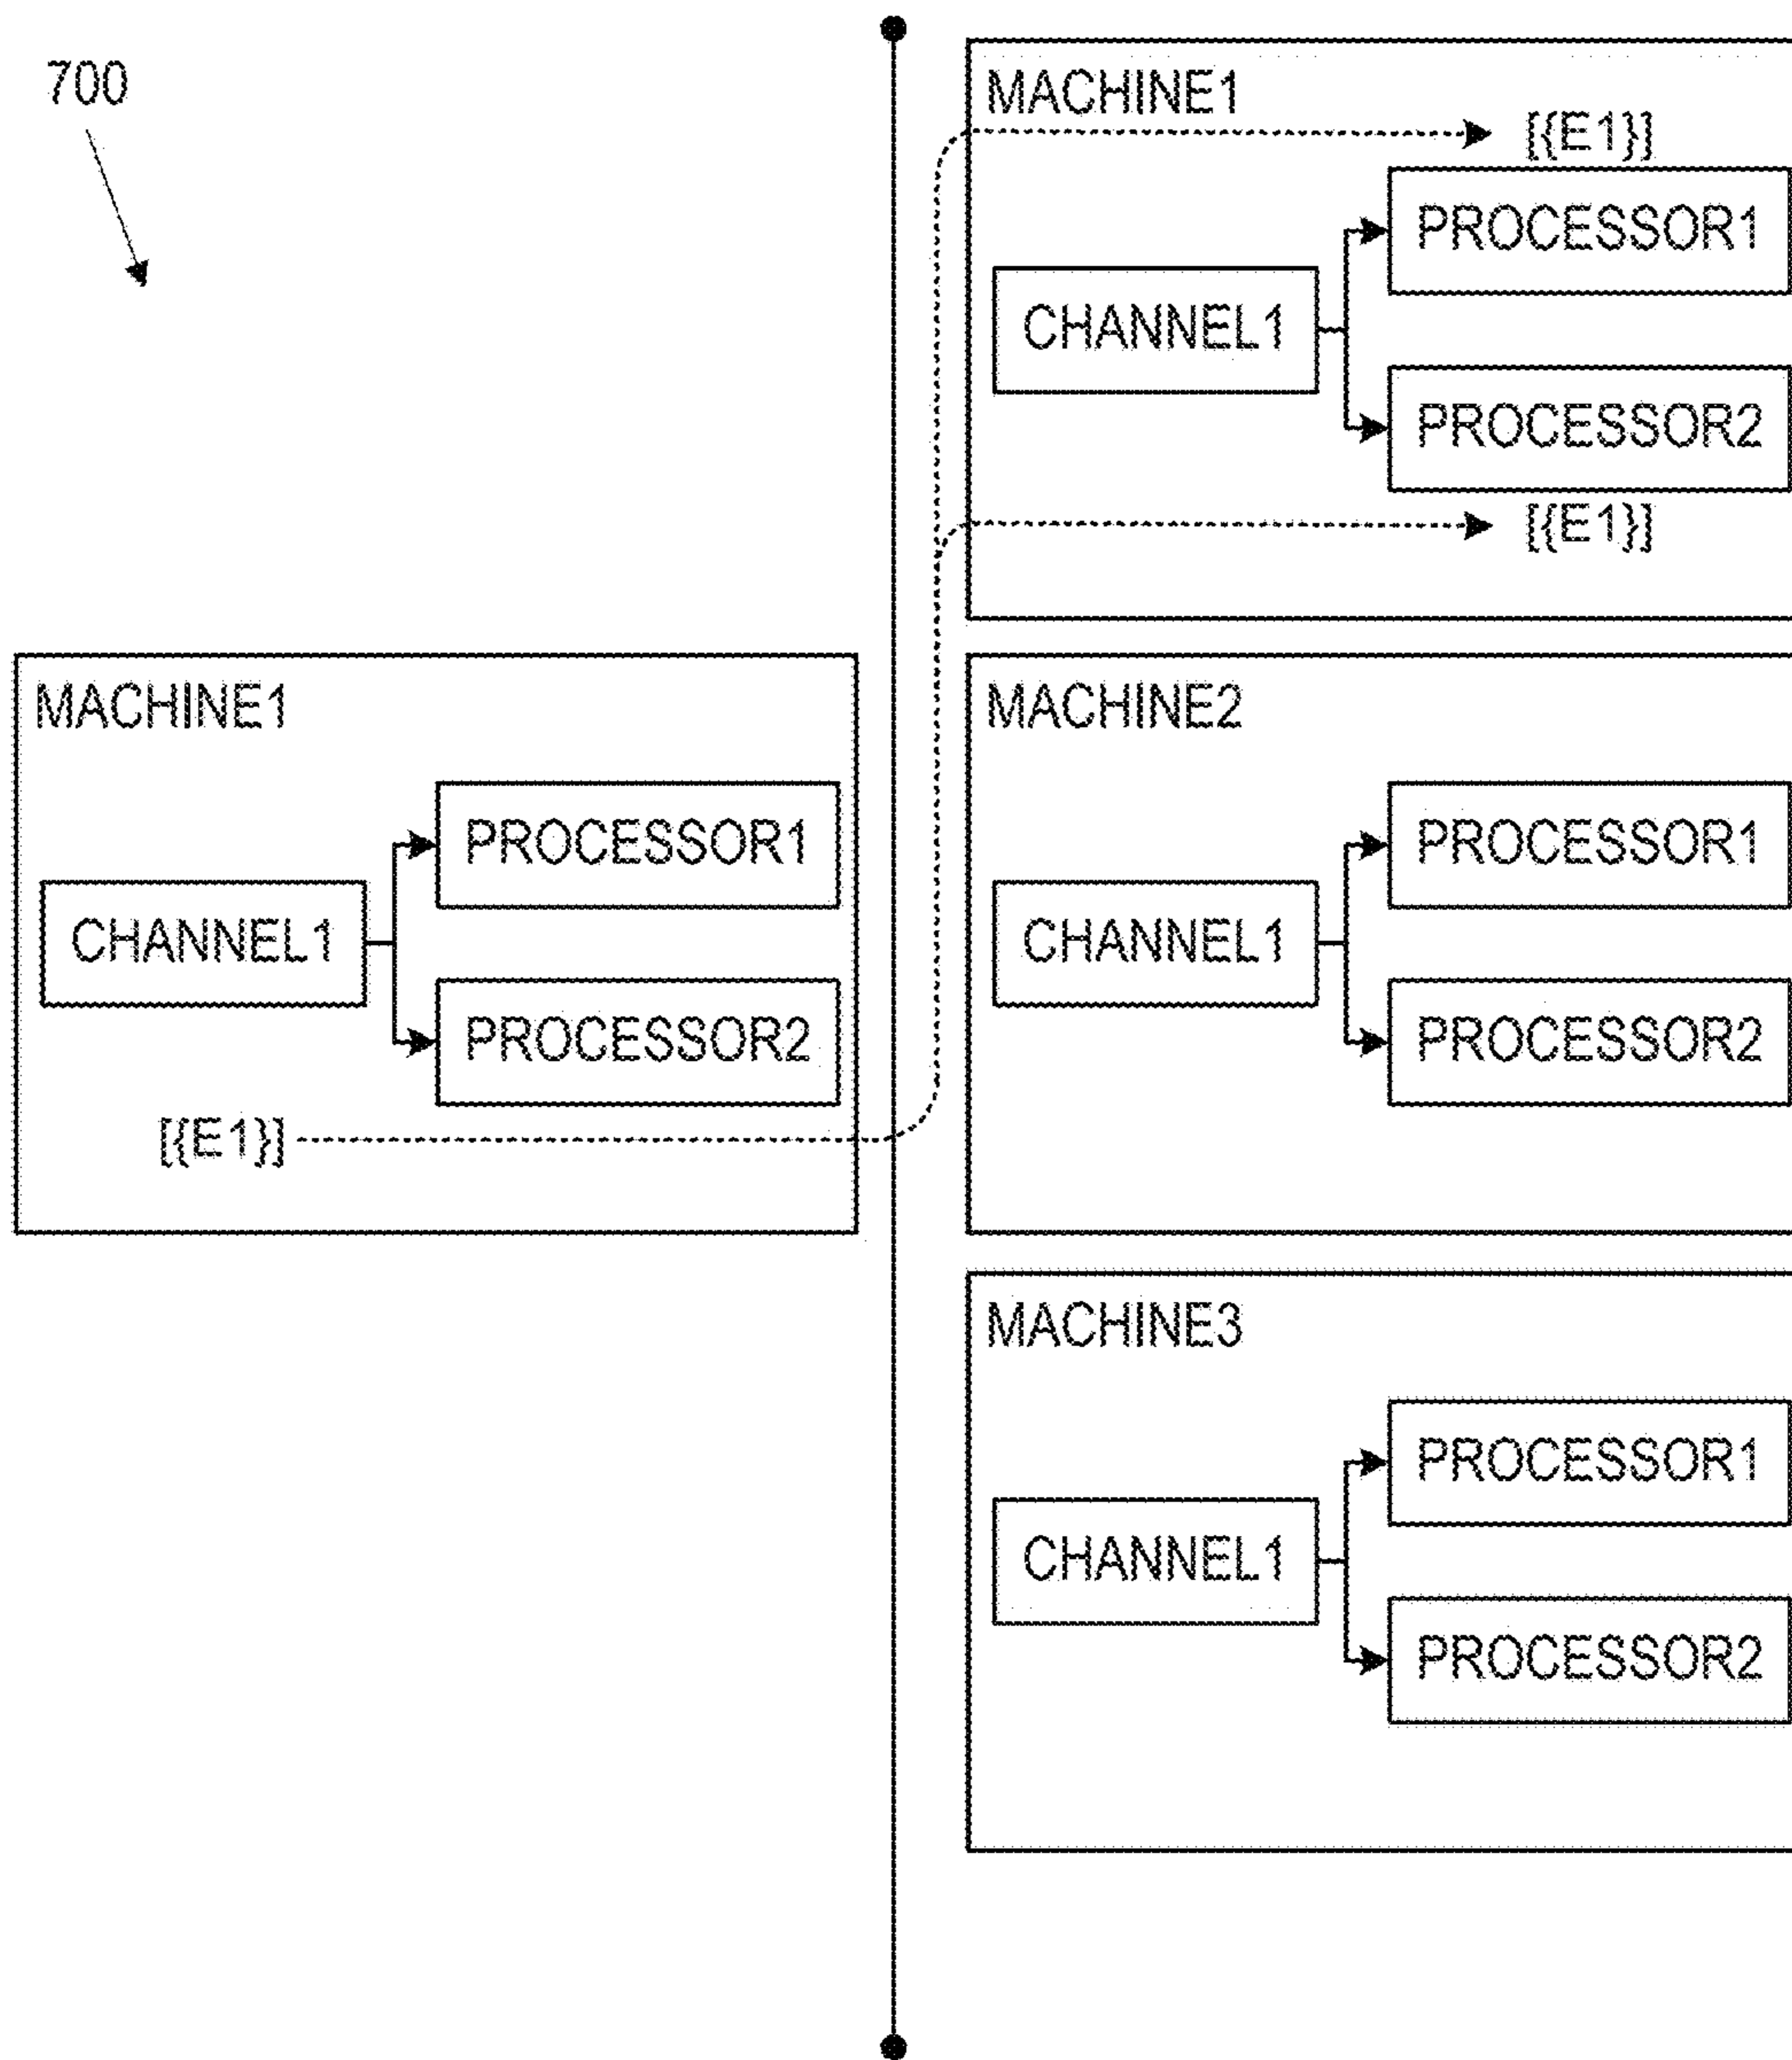 700
MACHINE1
CHANNEL1
PROCESSOR1
PROCESSOR2
[{E1}]
MACHINE1
[{E1}]
CHANNEL1
PROCESSOR1
PROCESSOR2
[{E1}]
MACHINE2
CHANNEL1
PROCESSOR1
PROCESSOR2
MACHINE3
CHANNEL1
PROCESSOR1
PROCESSOR2